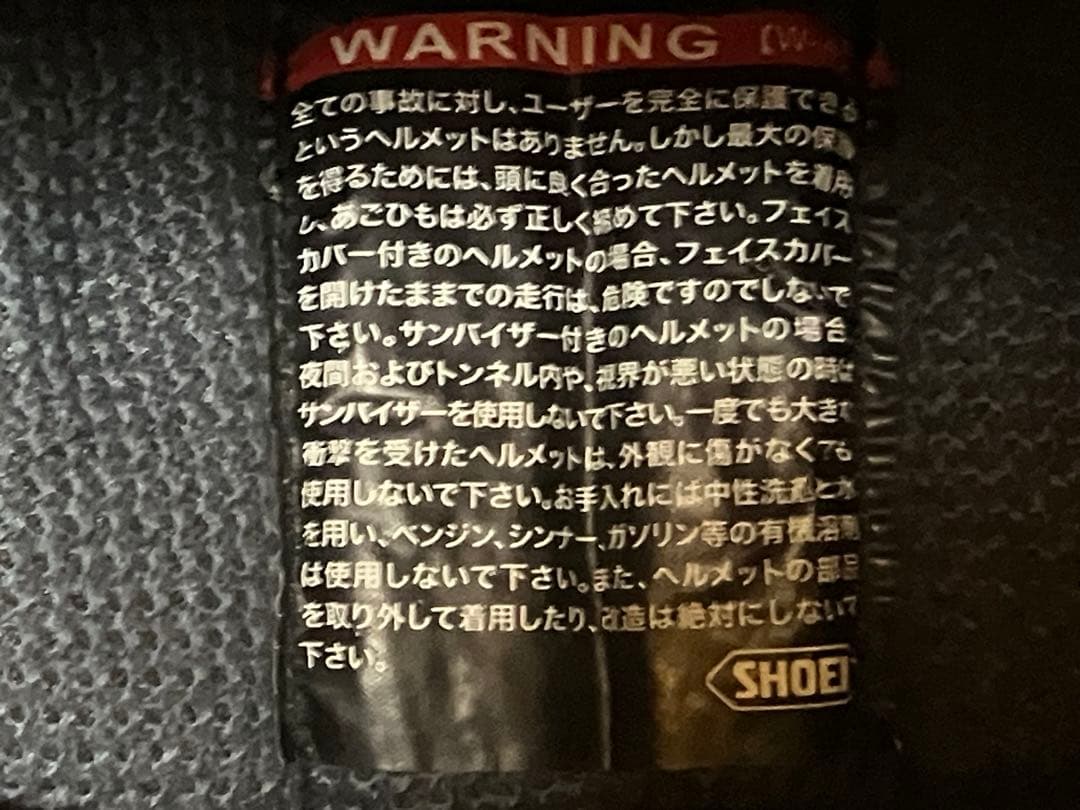 WARNING [W-
全ての事故に対し、ユーザーを完全に保護できる
というヘルメットはありません。しかし最大の保護
を得るためには、頭に良く合ったヘルメットを着用
し、あごひもは必ず正しく締めて下さい。フェイス
カバー付きのヘルメットの場合、フェイスカバー
を開けたままでの走行は、危険ですのでしないで
下さい。サンバイザー付きのヘルメットの場合
夜間およびトンネル内や、視界が悪い状態の時は
サンバイザーを使用しないで下さい。一度でも大きな
衝撃を受けたヘルメットは、外観に傷がなくても
使用しないで下さい。お手入れには中性洗剤と水
を用い、ベンジン、シンナー、ガソリン等の有機溶剤
は使用しないで下さい。また、ヘルメットの部品
を取り外して着用したり、改造は絶対にしないで
下さい。
SHOEI